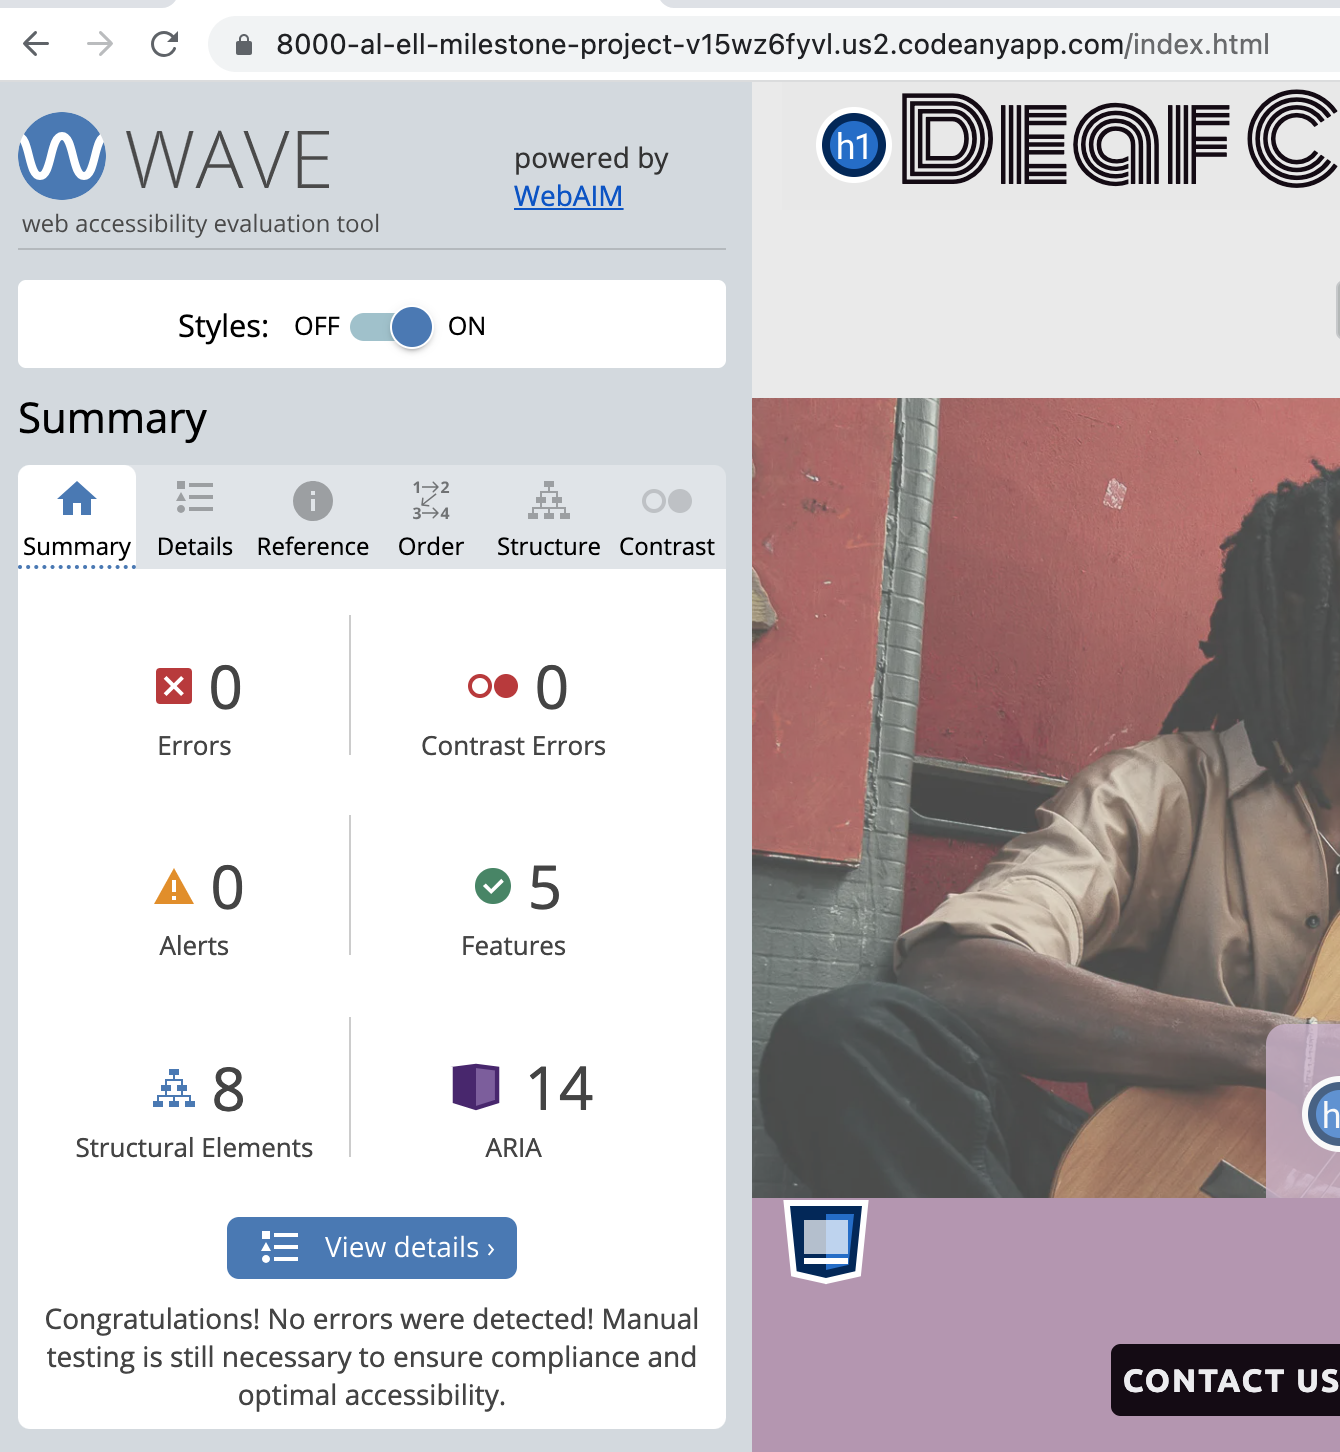 8000-al-ell-milestone-project-v15wz6fyvl.us2.codeanyapp.com/index.html
WAVE
powered by
WebAIM
web accessibility evaluation tool
Styles: OFF ON
Summary
1 2
3 4
Summary Details Reference Order Structure Contrast
0 0
Errors Contrast Errors
0 5
Alerts Features
8 14
Structural Elements ARIA
View details ›
Congratulations! No errors were detected! Manual
testing is still necessary to ensure compliance and
optimal accessibility.
h1 Deaf C
h
CONTACT US